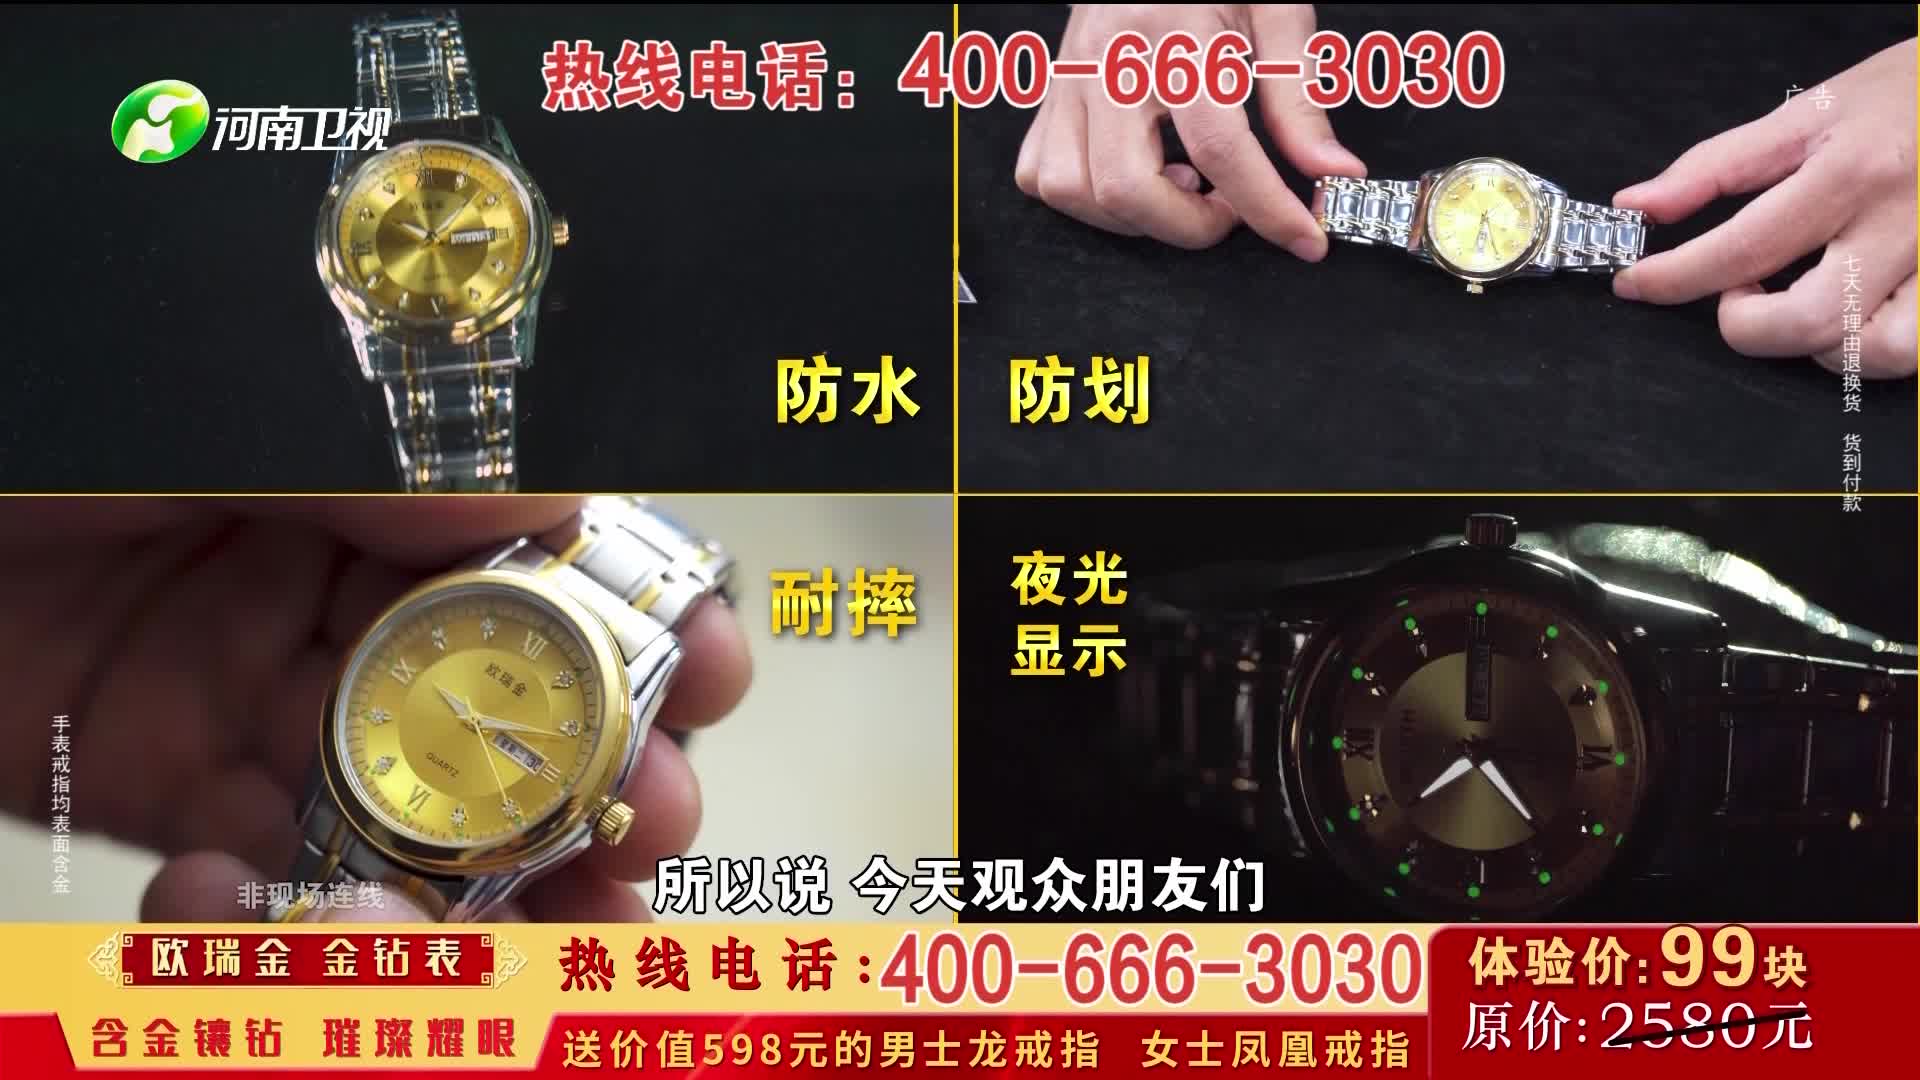 热线电话：400-666-3030
河南卫视
广告
防水
防划
七天无理由退换货 货到付款
耐摔
欧瑞金
QUARTZ
夜光
显示
手表戒指均表面含金
非现场连线
所以说 今天观众朋友们
欧瑞金 金钻表
热线电话:400-666-3030
体验价:99块
原价:2580元
含金镶钻 璀璨耀眼
送价值598元的男士龙戒指 女士凤凰戒指